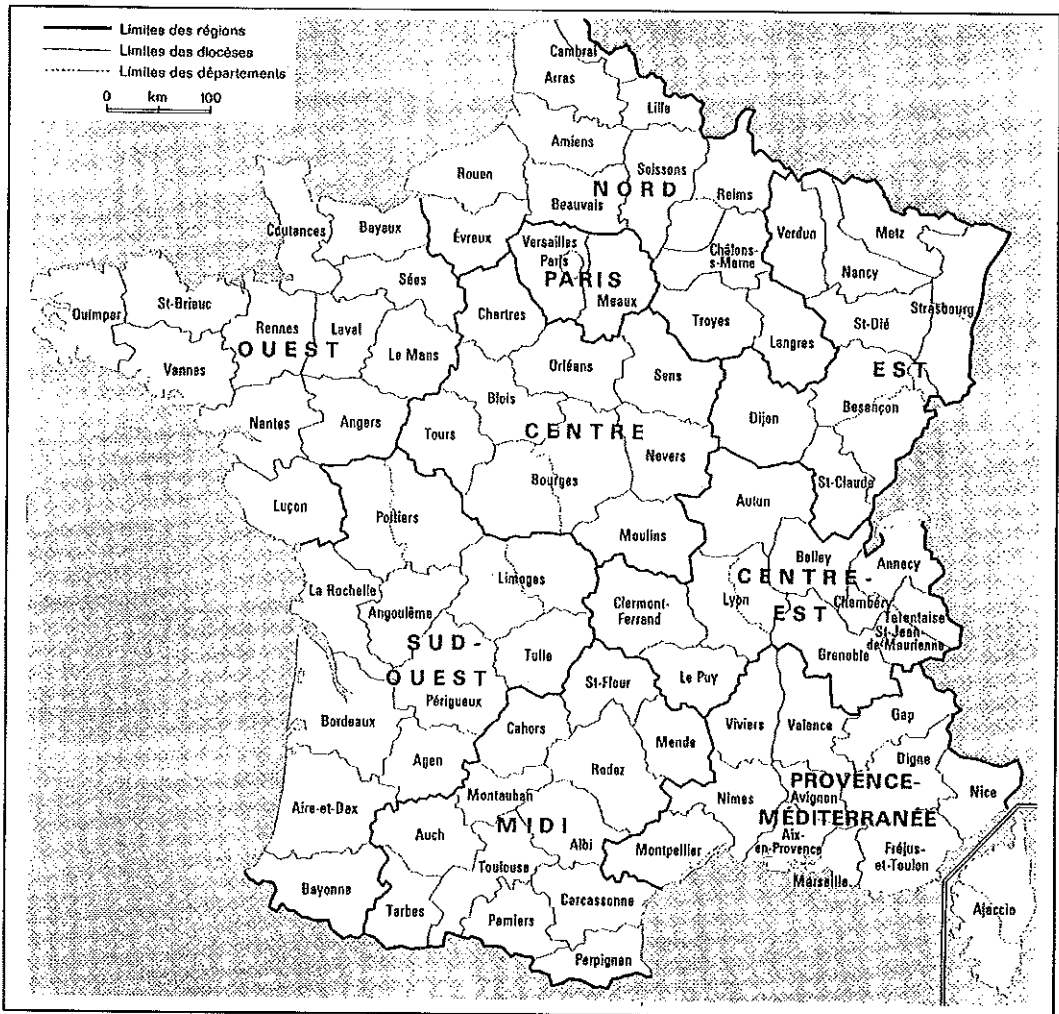 Limites des régions
Limites des diocèses
Limites des départements
0 km 100
Cambrai
Arras
Lille
Amiens
Rouen
Soissons
NORD
Beauvais
Reims
Coutances
Bayeux
Évreux
Versailles
Paris
PARIS
Meaux
Châlons-
s-Marne
Verdun
Metz
Nancy
Sées
Quimper
St-Brieuc
Rennes
Laval
OUEST
Vannes
Le Mans
Chartres
Troyes
Langres
St-Dié
Strasbourg
EST
Orléans
Sens
Blois
Besançon
Nantes
Angers
Tours
CENTRE
Dijon
Nevers
Bourges
St-Claude
Autun
Luçon
Poitiers
Moulins
Belley
Annecy
CENTRE-
EST
La Rochelle
Angoulême
Limoges
Clermont-
Ferrand
Lyon
Chambéry
Tarentaise
St-Jean-
de-Maurienne
Grenoble
SUD-
OUEST
Tulle
Périgueux
St-Flour
Le Puy
Bordeaux
Cahors
Viviers
Valence
Gap
Mende
Agen
Rodez
Digne
Nice
PROVENCE-
MÉDITERRANÉE
Aire-et-Dax
Montauban
Nîmes
Avignon
Auch
MIDI
Albi
Montpellier
Aix-
en-Provence
Fréjus-
et-Toulon
Toulouse
Marseille
Bayonne
Tarbes
Pamiers
Carcassonne
Perpignan
Ajaccio